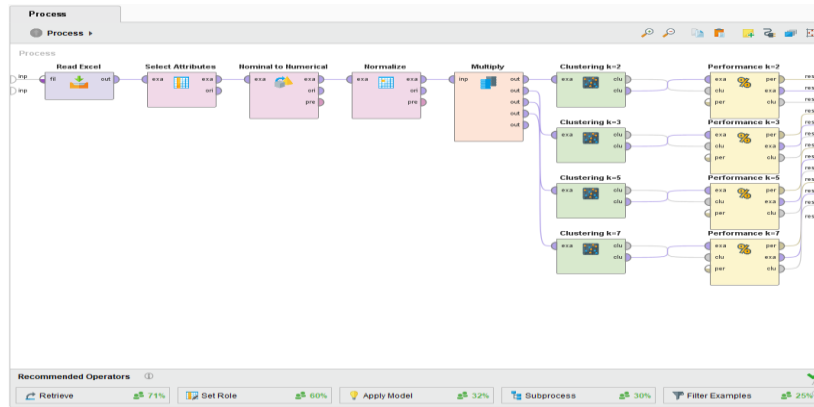 Process
Process
Process
inp
inp
Read Excel
fil out
Select Attributes
exa exa
ori
Nominal to Numerical
exa exa
ori
pre
Normalize
exa exa
ori
pre
Multiply
inp out
out
out
out
out
Clustering k=2
exa clu
clu
Performance k=2
exa per
clu exa
per clu
Clustering k=3
exa clu
clu
Performance k=3
exa per
clu exa
per clu
Clustering k=5
exa clu
clu
Performance k=5
exa per
clu exa
per clu
Clustering k=7
exa clu
clu
Performance k=7
exa per
clu exa
per clu
res
res
res
res
res
res
res
res
res
Recommended Operators
Retrieve 71%
Set Role 60%
Apply Model 32%
Subprocess 30%
Filter Examples 25%